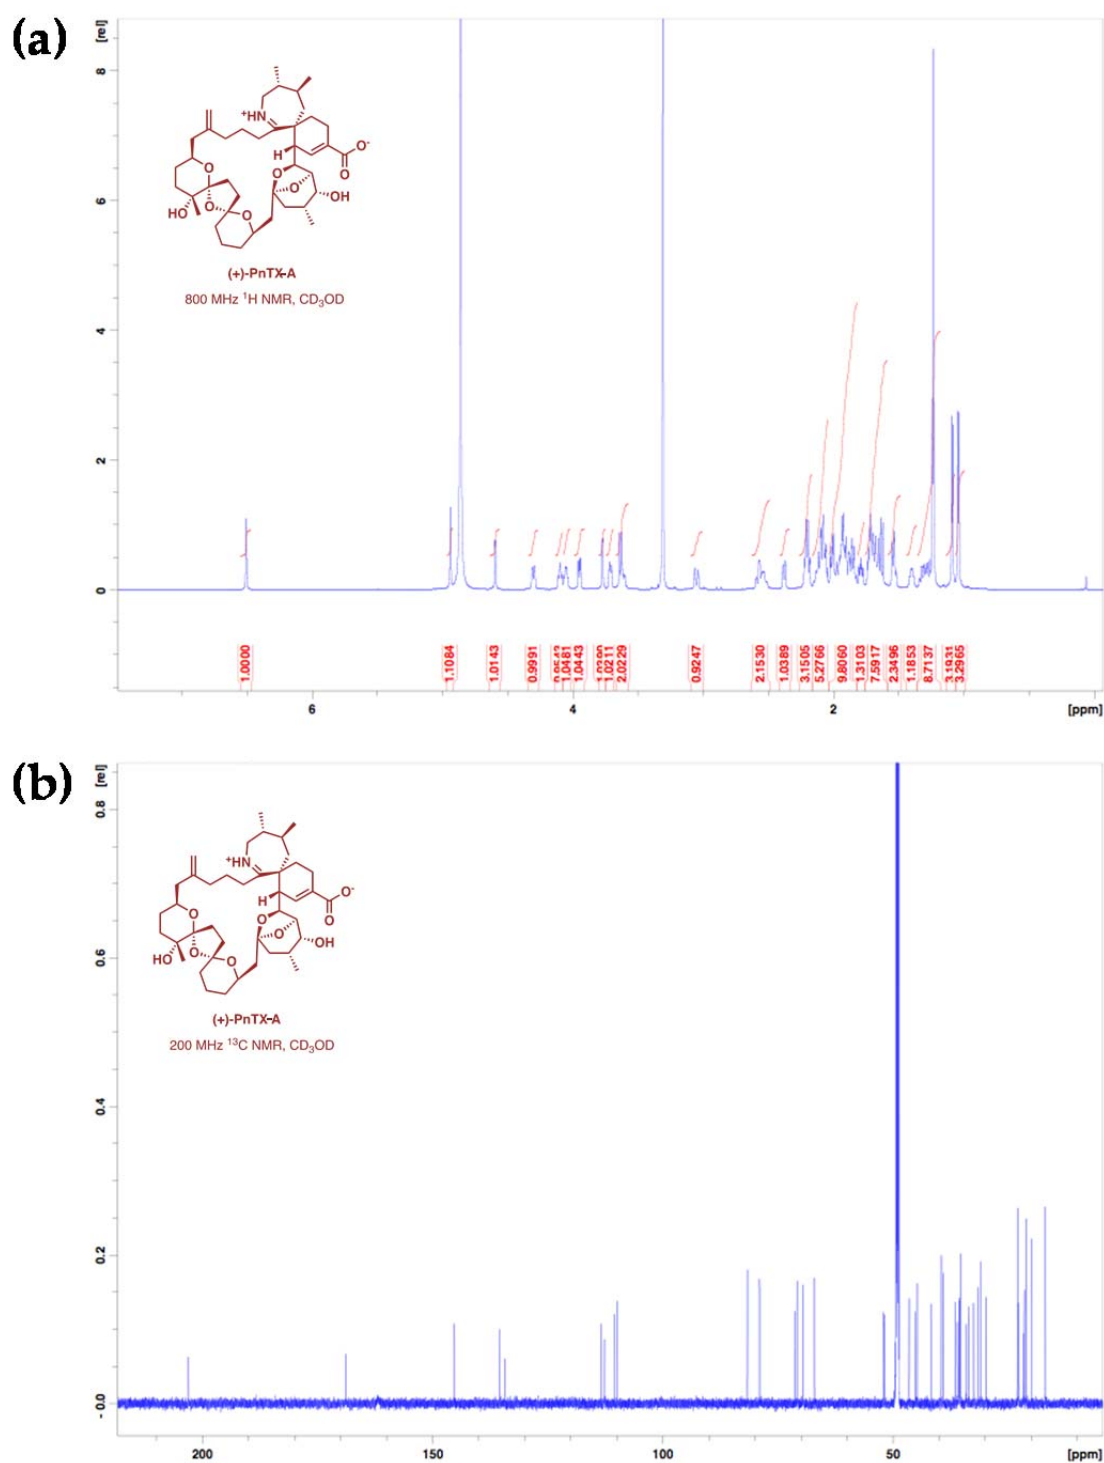 (a)
[rel]
8
6
4
2
0
+HN
H
O
O-
O
O
O
OH
O
O
O
HO
(+)-PnTX-A
800 MHz 1H NMR, CD3OD
1.0000
1.1084
1.0143
0.9991
1.0481
1.0443
1.0211
2.0229
0.9247
2.1530
1.0389
3.1505
5.2766
9.8060
1.3103
7.5917
2.3496
1.1853
8.7137
3.1931
3.2965
6
4
2
[ppm]
(b)
[rel]
0.8
0.6
0.4
0.2
- 0.0
+HN
H
O-
O
O
O
O
OH
O
O
HO
O
(+)-PnTX-A
200 MHz 13C NMR, CD3OD
200
150
100
50
[ppm]